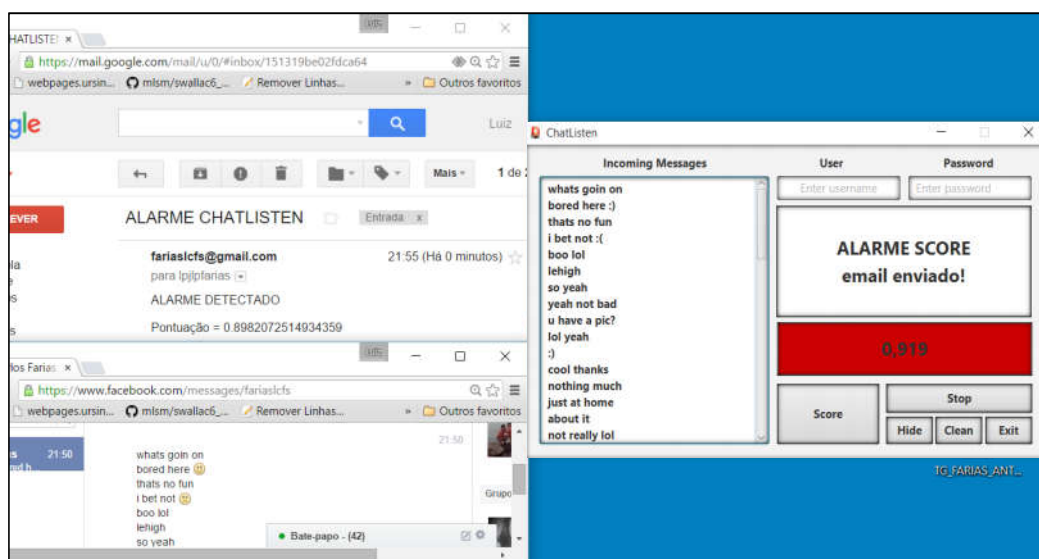 HATLISTE
https://mail.google.com/mail/u/0/#inbox/151319be02fdca64
webpages.ursin... mlsm/swallac6_... Remover Linhas... » Outros favoritos
gle
Luiz
Mais 1 de
EVER
ALARME CHATLISTEN Entrada x
fariaslcfs@gmail.com 21:55 (Há 0 minutos)
para lpjlpfarias
ALARME DETECTADO
Pontuação = 0.8982072514934359
los Farias
https://www.facebook.com/messages/fariaslcfs
webpages.ursin... mlsm/swallac6_... Remover Linhas... » Outros favoritos
21:50
21:50
whats goin on
bored here
thats no fun
i bet not
boo lol
lehigh
so yeah
Grupo
Bate-papo - (42)
ChatListen
Incoming Messages User Password
Enter username Enter password
whats goin on
bored here :)
thats no fun
i bet not :(
boo lol
lehigh
so yeah
yeah not bad
u have a pic?
lol yeah
:)
cool thanks
nothing much
just at home
about it
not really lol
ALARME SCORE
email enviado!
0,919
Score
Stop
Hide Clean Exit
TG_FARIAS_ANT...